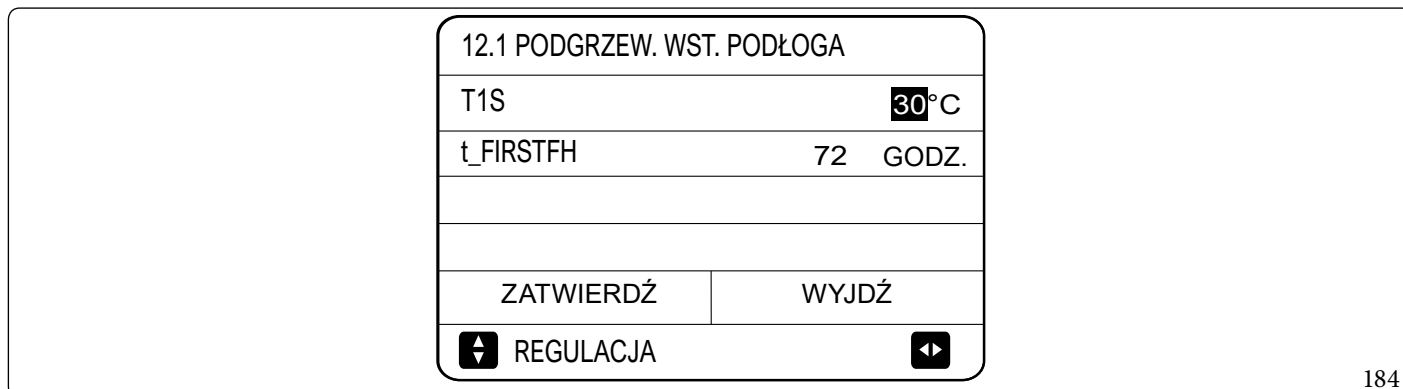 12.1 PODGRZEW. WST. PODŁOGA
T1S 30°C
t_FIRSTFH 72 GODZ.
ZATWIERDŹ WYJDŹ
REGULACJA
184